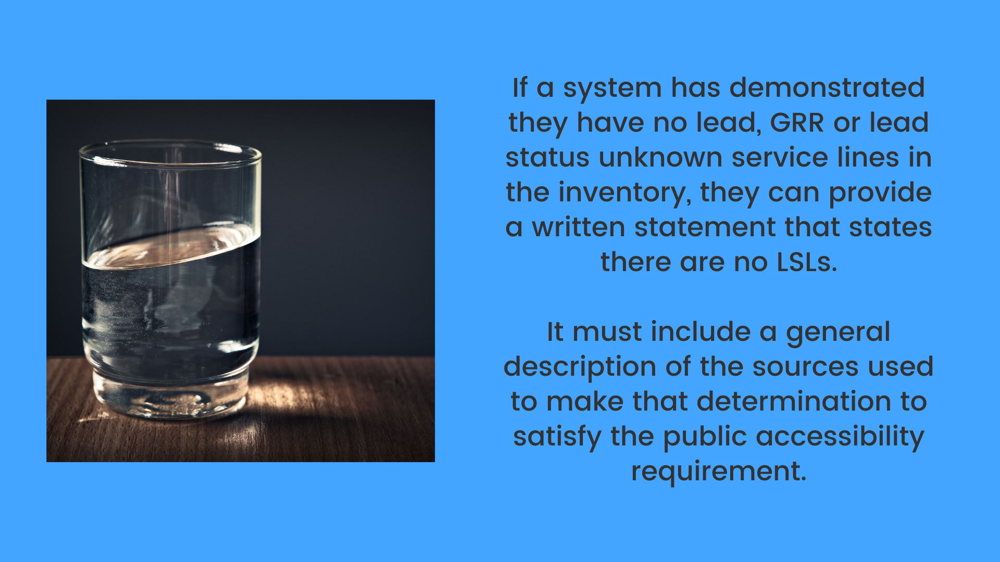 If a system has demonstrated
they have no lead, GRR or lead
status unknown service lines in
the inventory, they can provide
a written statement that states
there are no LSLs.
It must include a general
description of the sources used
to make that determination to
satisfy the public accessibility
requirement.